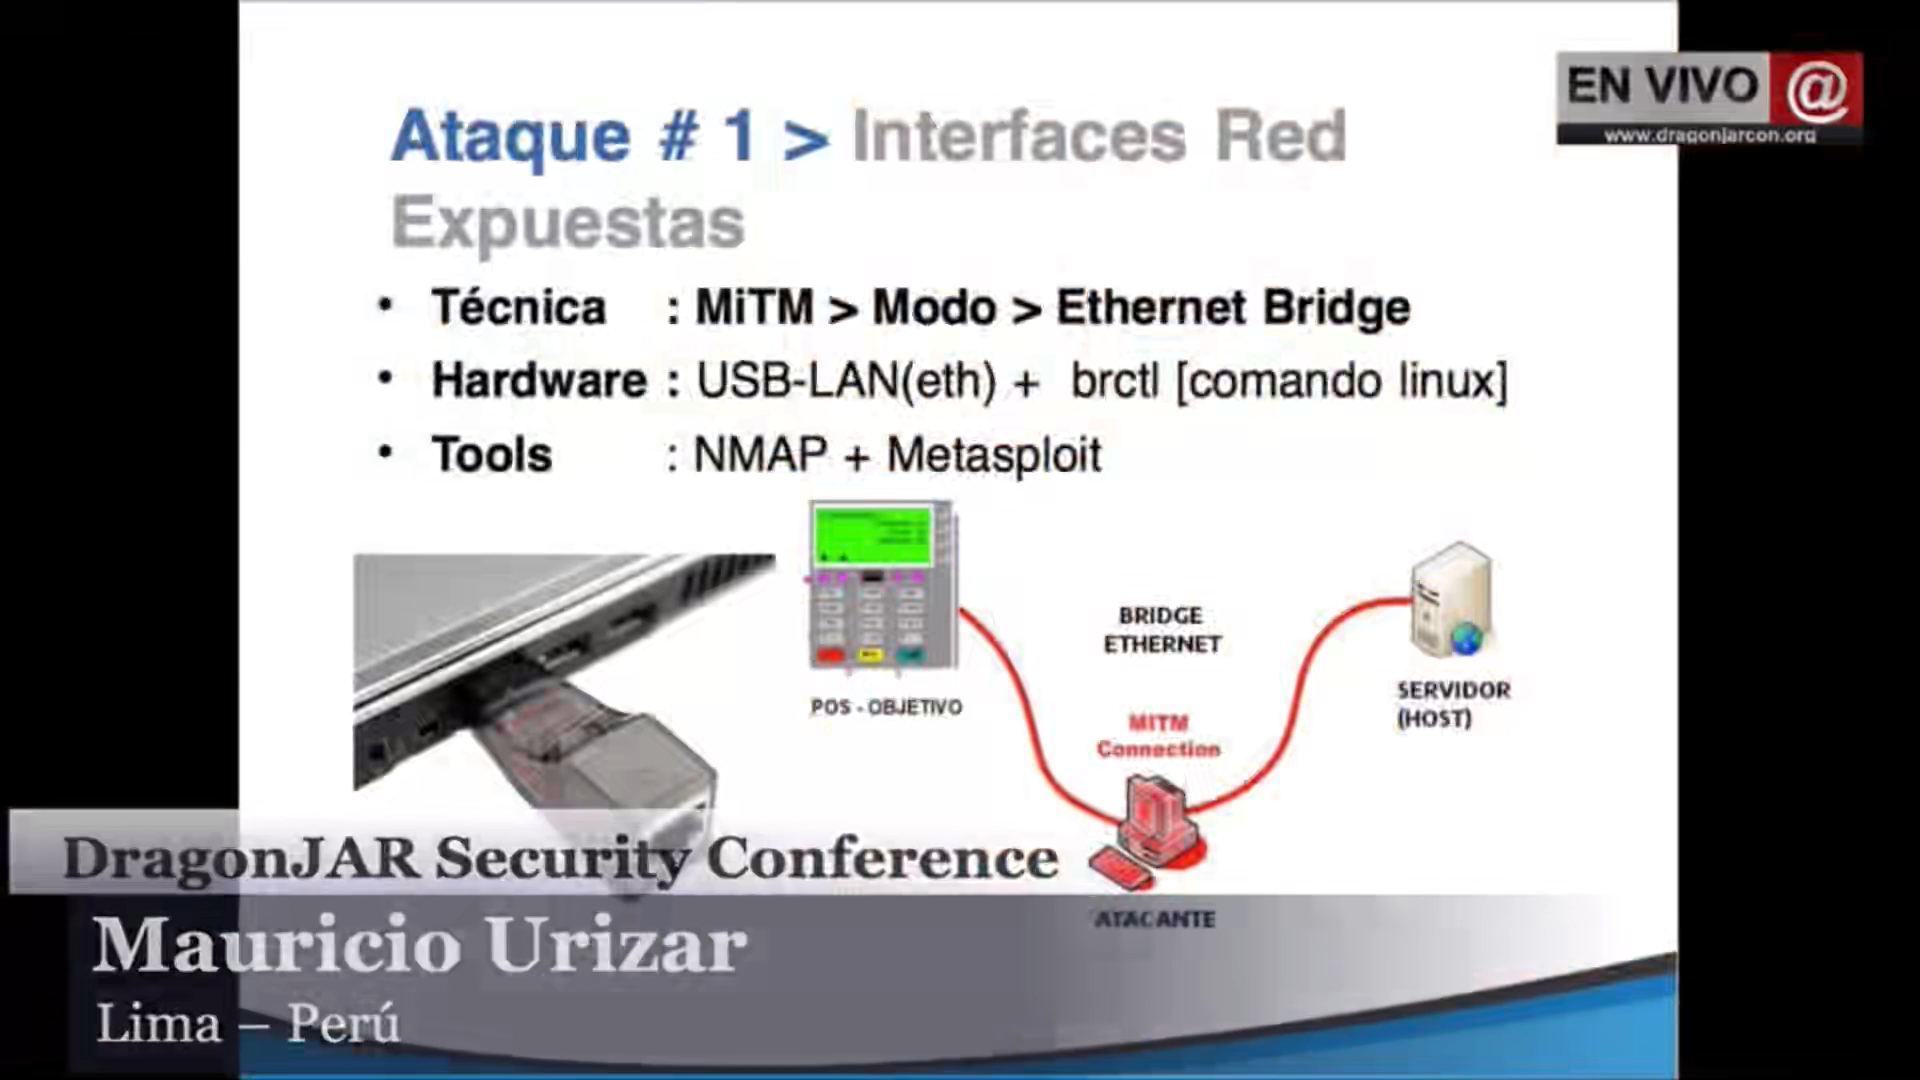 EN VIVO @
www.dragonjarcon.org
Ataque # 1 > Interfaces Red
Expuestas
• Técnica : MiTM > Modo > Ethernet Bridge
• Hardware : USB-LAN(eth) + brctl [comando linux]
• Tools : NMAP + Metasploit
BRIDGE
ETHERNET
POS - OBJETIVO
SERVIDOR
(HOST)
MITM
Connection
ATACANTE
DragonJAR Security Conference
Mauricio Urizar
Lima – Perú